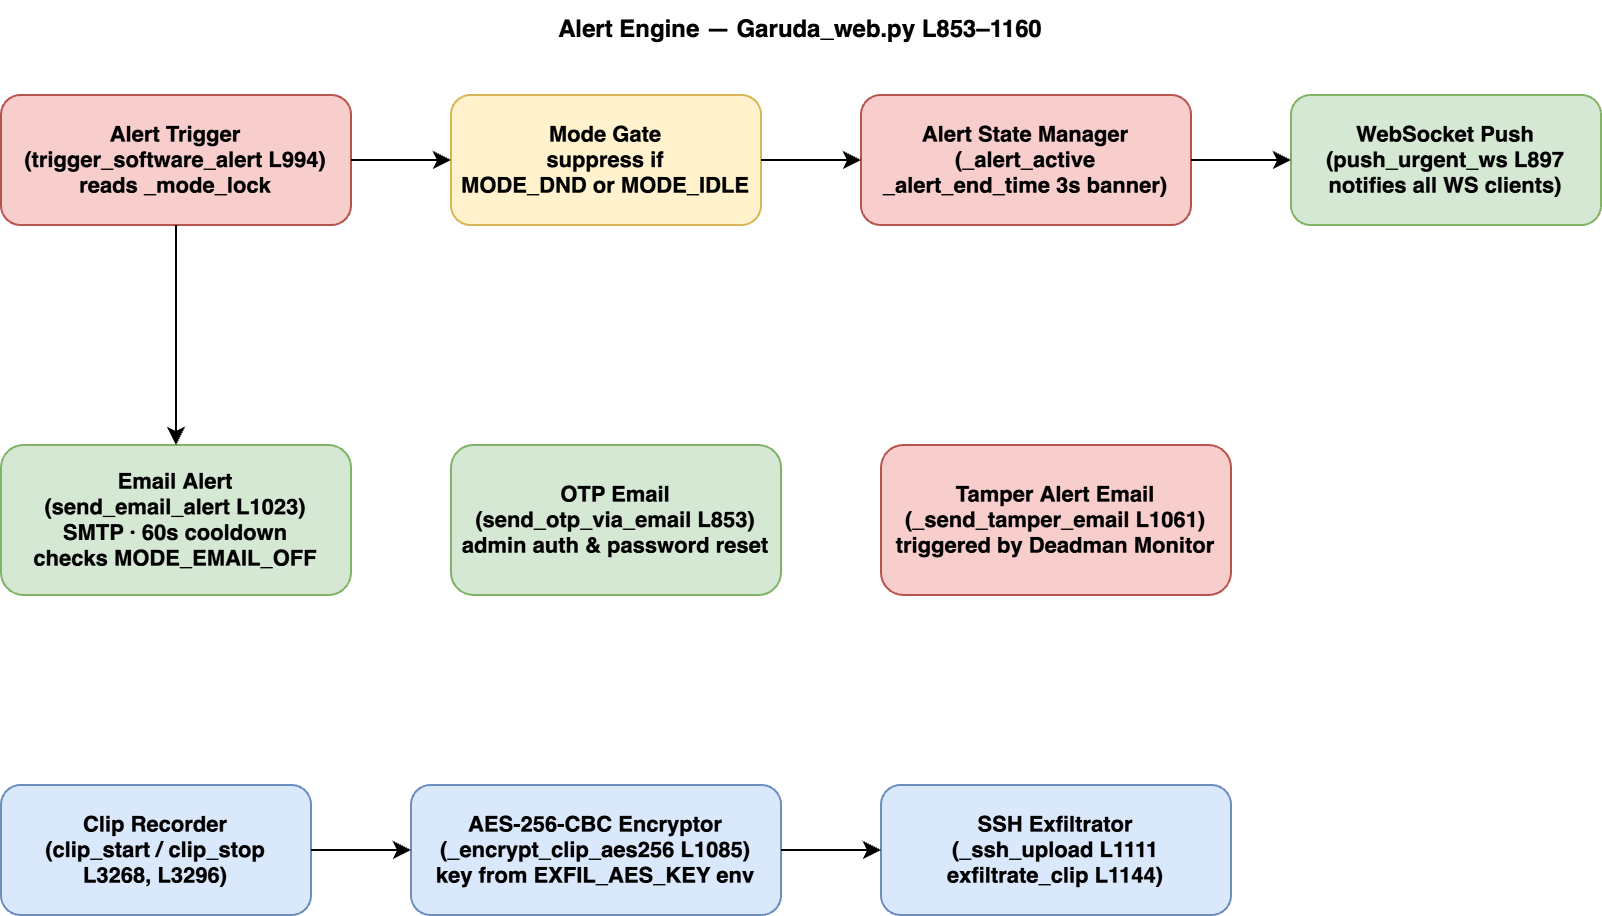 Alert Engine — Garuda_web.py L853–1160
Alert Trigger
(trigger_software_alert L994)
reads _mode_lock
Mode Gate
suppress if
MODE_DND or MODE_IDLE
Alert State Manager
(_alert_active
_alert_end_time 3s banner)
WebSocket Push
(push_urgent_ws L897
notifies all WS clients)
Email Alert
(send_email_alert L1023)
SMTP · 60s cooldown
checks MODE_EMAIL_OFF
OTP Email
(send_otp_via_email L853)
admin auth & password reset
Tamper Alert Email
(_send_tamper_email L1061)
triggered by Deadman Monitor
Clip Recorder
(clip_start / clip_stop
L3268, L3296)
AES-256-CBC Encryptor
(_encrypt_clip_aes256 L1085)
key from EXFIL_AES_KEY env
SSH Exfiltrator
(_ssh_upload L1111
exfiltrate_clip L1144)